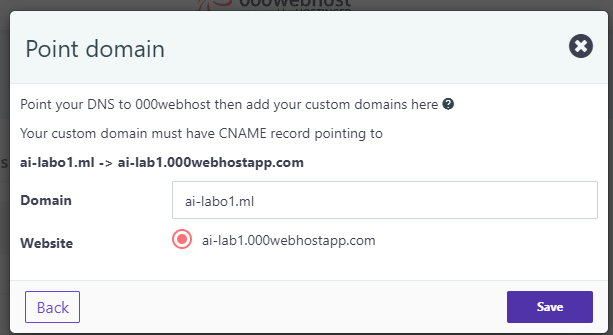 000webhost
Point domain
Point your DNS to 000webhost then add your custom domains here ?
Your custom domain must have CNAME record pointing to
ai-labo1.ml -> ai-lab1.000webhostapp.com
Domain ai-labo1.ml
Website ai-lab1.000webhostapp.com
Back Save